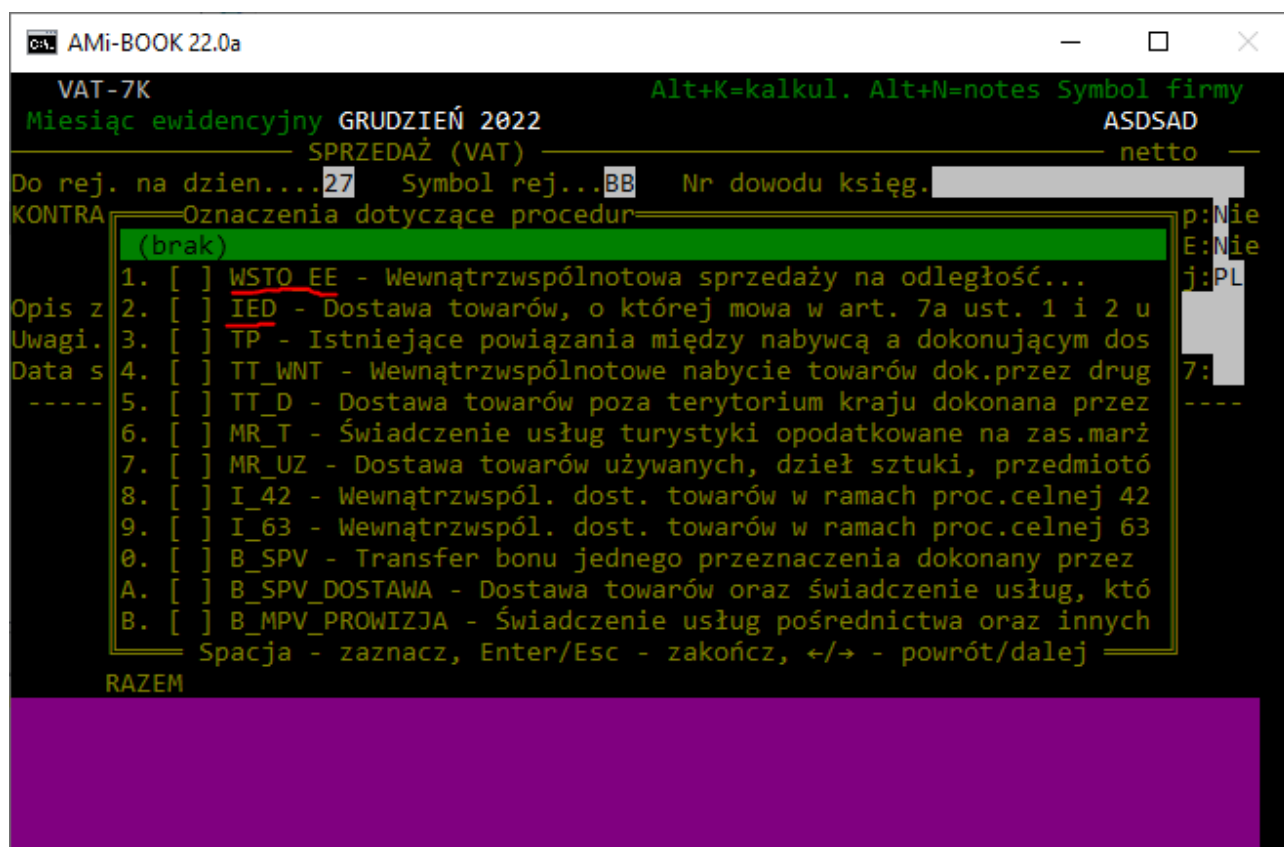 AMi-BOOK 22.0a
VAT-7K Alt+K=kalkul. Alt+N=notes Symbol firmy
Miesiąc ewidencyjny GRUDZIEŃ 2022 ASDSAD
SPRZEDAŻ (VAT) netto
Do rej. na dzien....27 Symbol rej...BB Nr dowodu księg.
KONTRA Oznaczenia dotyczące procedur p:Nie
(brak) E:Nie
1. [ ] WSTO_EE - Wewnątrzwspólnotowa sprzedaży na odległość... j:PL
Opis z 2. [ ] IED - Dostawa towarów, o której mowa w art. 7a ust. 1 i 2 u
Uwagi. 3. [ ] TP - Istniejące powiązania między nabywcą a dokonującym dos
Data s 4. [ ] TT_WNT - Wewnątrzwspólnotowe nabycie towarów dok.przez drug 7:
----- 5. [ ] TT_D - Dostawa towarów poza terytorium kraju dokonana przez ----
6. [ ] MR_T - Świadczenie usług turystyki opodatkowane na zas.marż
7. [ ] MR_UZ - Dostawa towarów używanych, dzieł sztuki, przedmiotó
8. [ ] I_42 - Wewnątrzwspól. dost. towarów w ramach proc.celnej 42
9. [ ] I_63 - Wewnątrzwspól. dost. towarów w ramach proc.celnej 63
0. [ ] B_SPV - Transfer bonu jednego przeznaczenia dokonany przez
A. [ ] B_SPV_DOSTAWA - Dostawa towarów oraz świadczenie usług, któ
B. [ ] B_MPV_PROWIZJA - Świadczenie usług pośrednictwa oraz innych
Spacja - zaznacz, Enter/Esc - zakończ, ←/→ - powrót/dalej
RAZEM